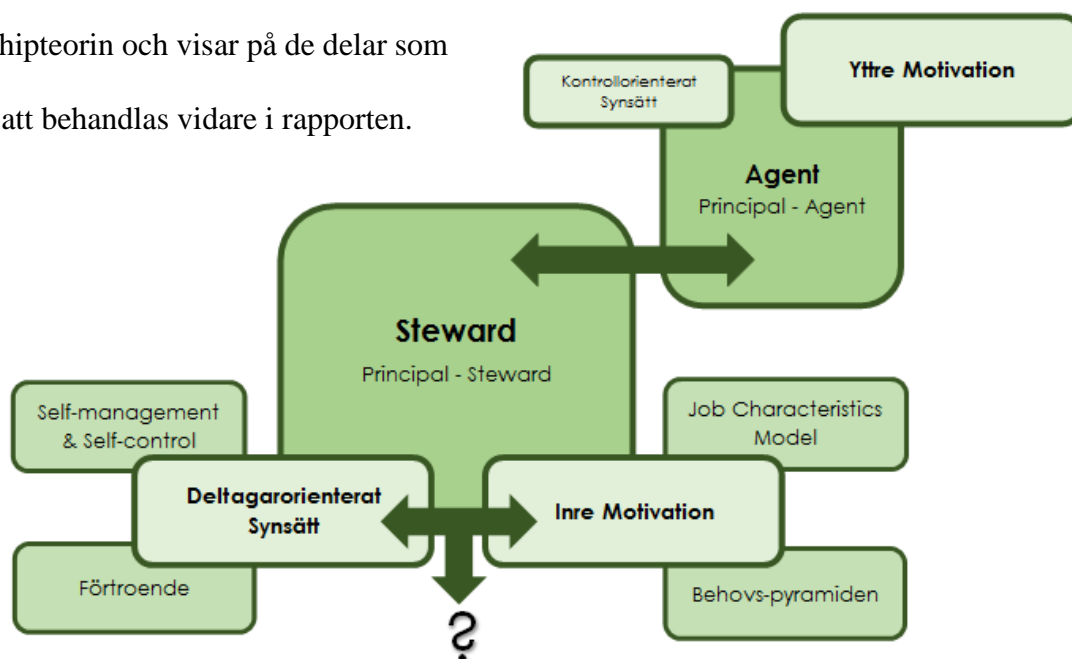 hipteorin och visar på de delar som
att behandlas vidare i rapporten.
Kontrollorienterat
Synsätt
Yttre Motivation
Agent
Principal - Agent
Steward
Principal - Steward
Self-management
& Self-control
Job Characteristics
Model
Deltagarorienterat
Synsätt
Inre Motivation
Förtroende
Behovs-pyramiden
?